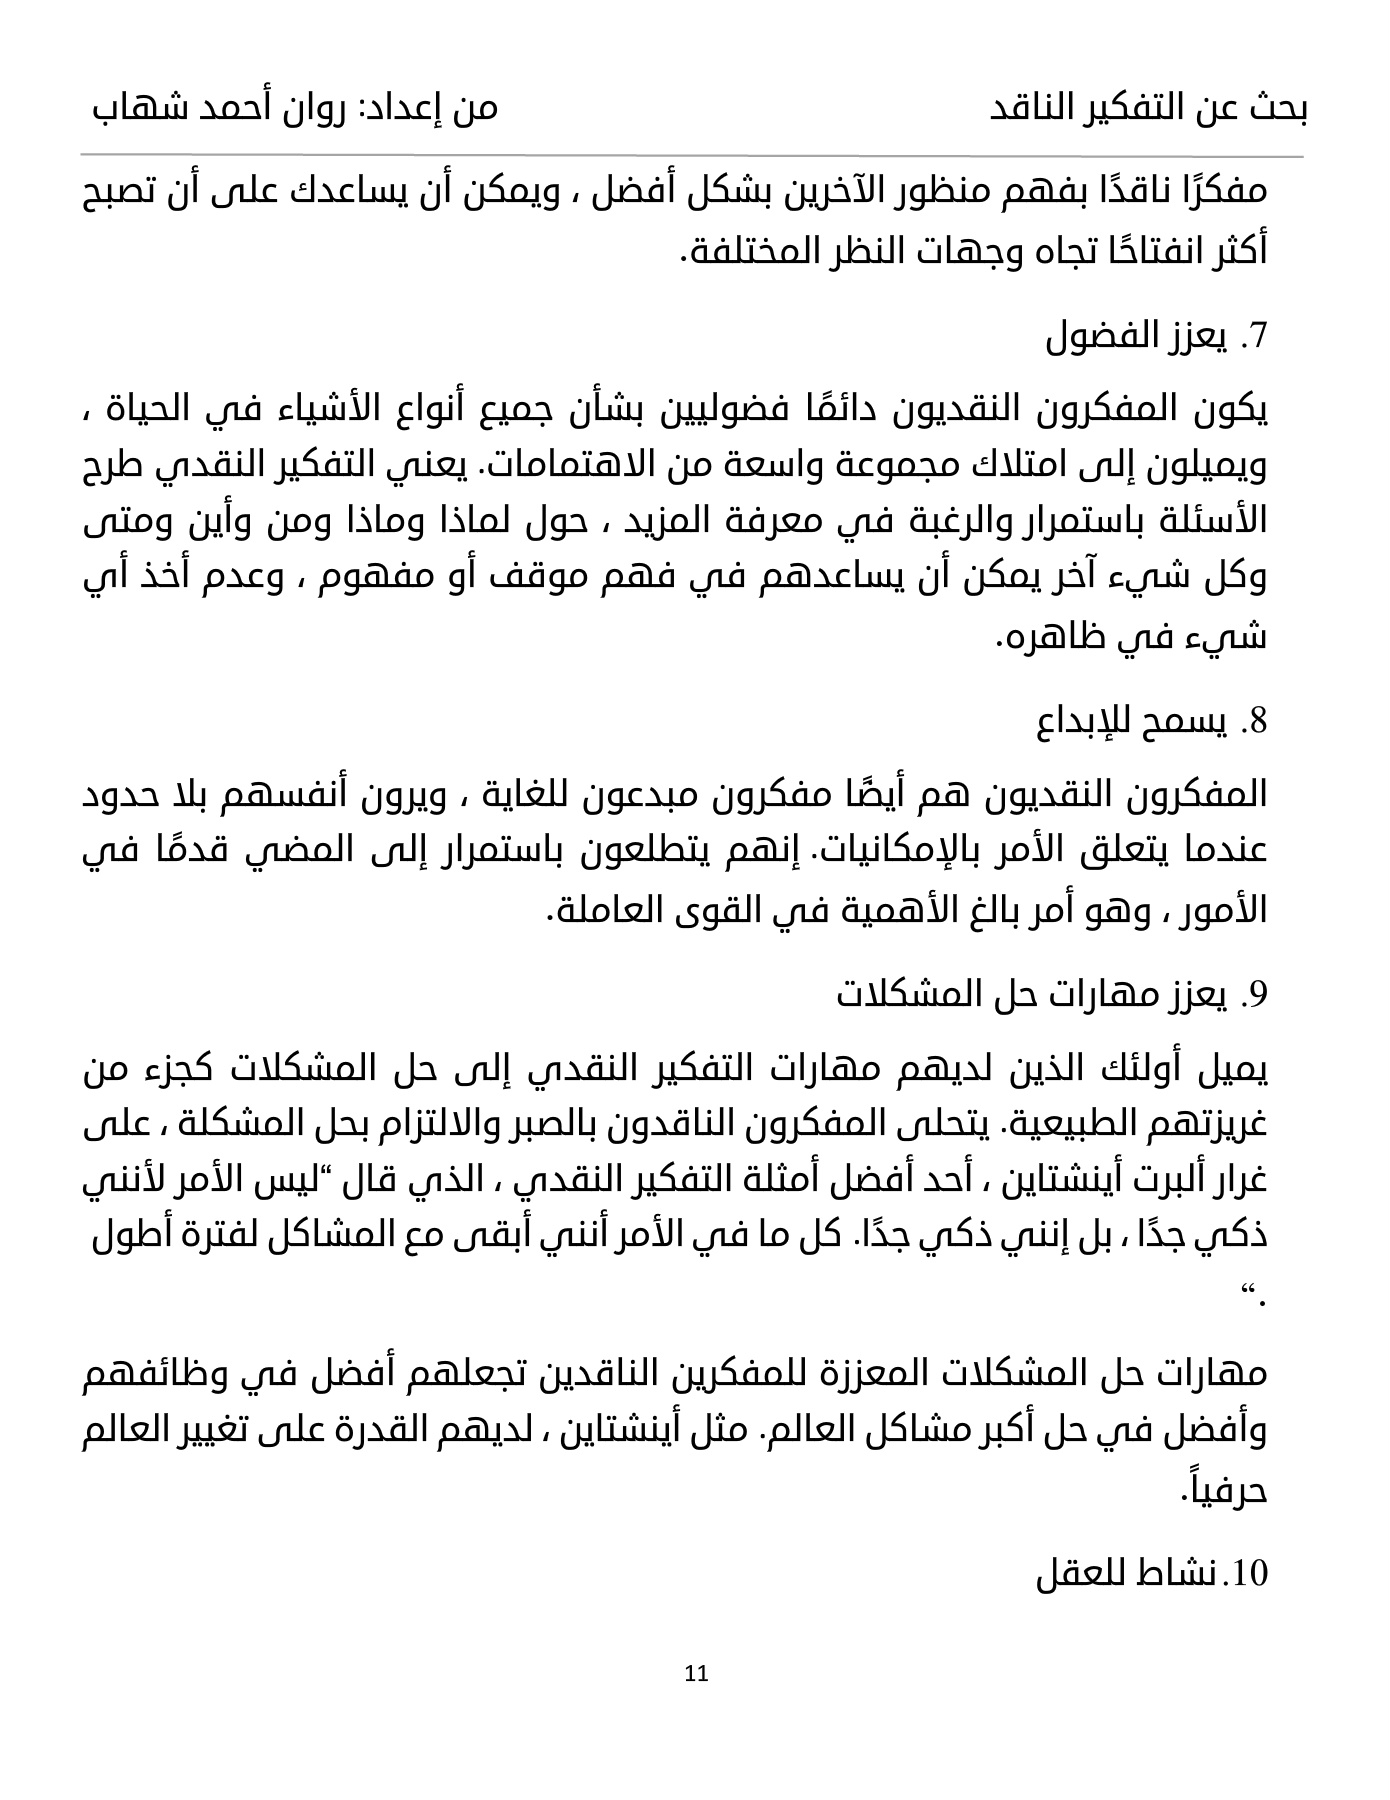 بحث عن التفكير الناقد
من إعداد: روان أحمد شهاب
مفكرًا ناقدًا بفهم منظور الآخرين بشكل أفضل ، ويمكن أن يساعدك على أن تصبح
أكثر انفتاحًا تجاه وجهات النظر المختلفة.
7. يعزز الفضول
يكون المفكرون النقديون دائمًا فضوليين بشأن جميع أنواع الأشياء في الحياة ،
ويميلون إلى امتلاك مجموعة واسعة من الاهتمامات. يعني التفكير النقدي طرح
الأسئلة باستمرار والرغبة في معرفة المزيد ، حول لماذا وماذا ومن وأين ومتى
وكل شيء آخر يمكن أن يساعدهم في فهم موقف أو مفهوم ، وعدم أخذ أي
شيء في ظاهره.
8. يسمح للإبداع
المفكرون النقديون هم أيضًا مفكرون مبدعون للغاية ، ويرون أنفسهم بلا حدود
عندما يتعلق الأمر بالإمكانيات. إنهم يتطلعون باستمرار إلى المضي قدمًا في
الأمور ، وهو أمر بالغ الأهمية في القوى العاملة.
9. يعزز مهارات حل المشكلات
يميل أولئك الذين لديهم مهارات التفكير النقدي إلى حل المشكلات كجزء من
غريزتهم الطبيعية. يتحلى المفكرون الناقدون بالصبر والالتزام بحل المشكلة ، على
غرار ألبرت أينشتاين ، أحد أفضل أمثلة التفكير النقدي ، الذي قال “ليس الأمر لأنني
ذكي جدًا ، بل إنني ذكي جدًا. كل ما في الأمر أنني أبقى مع المشاكل لفترة أطول
.“
مهارات حل المشكلات المعززة للمفكرين الناقدين تجعلهم أفضل في وظائفهم
وأفضل في حل أكبر مشاكل العالم. مثل أينشتاين ، لديهم القدرة على تغيير العالم
حرفياً.
10. نشاط للعقل
11